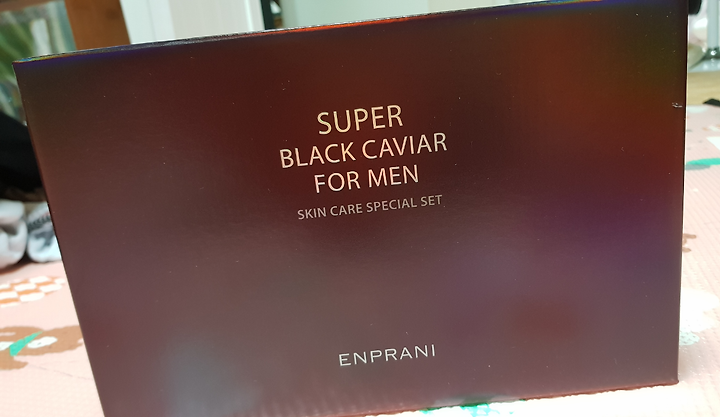 SUPER
BLACK CAVIAR
FOR MEN
SKIN CARE SPECIAL SET
ENPRANI